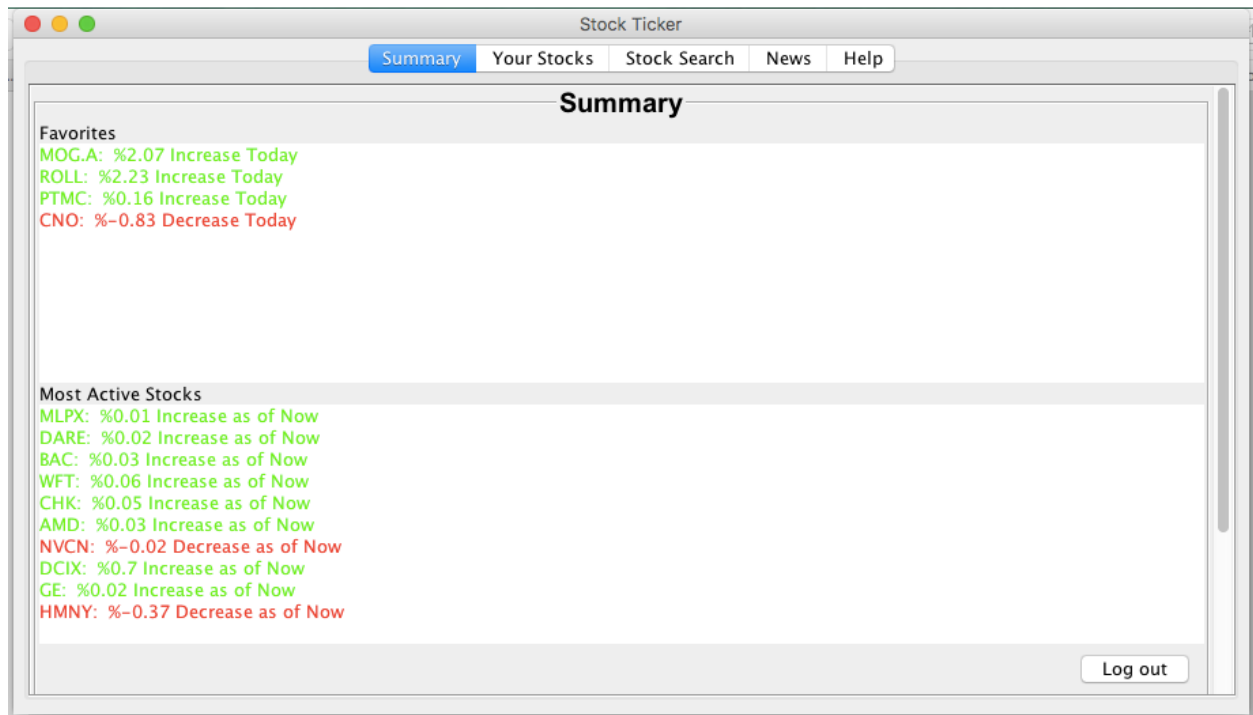 Stock Ticker
Summary Your Stocks Stock Search News Help
Summary
Favorites
MOG.A: %2.07 Increase Today
ROLL: %2.23 Increase Today
PTMC: %0.16 Increase Today
CNO: %-0.83 Decrease Today
Most Active Stocks
MLPX: %0.01 Increase as of Now
DARE: %0.02 Increase as of Now
BAC: %0.03 Increase as of Now
WFT: %0.06 Increase as of Now
CHK: %0.05 Increase as of Now
AMD: %0.03 Increase as of Now
NVCN: %-0.02 Decrease as of Now
DCIX: %0.7 Increase as of Now
GE: %0.02 Increase as of Now
HMNY: %-0.37 Decrease as of Now
Log out